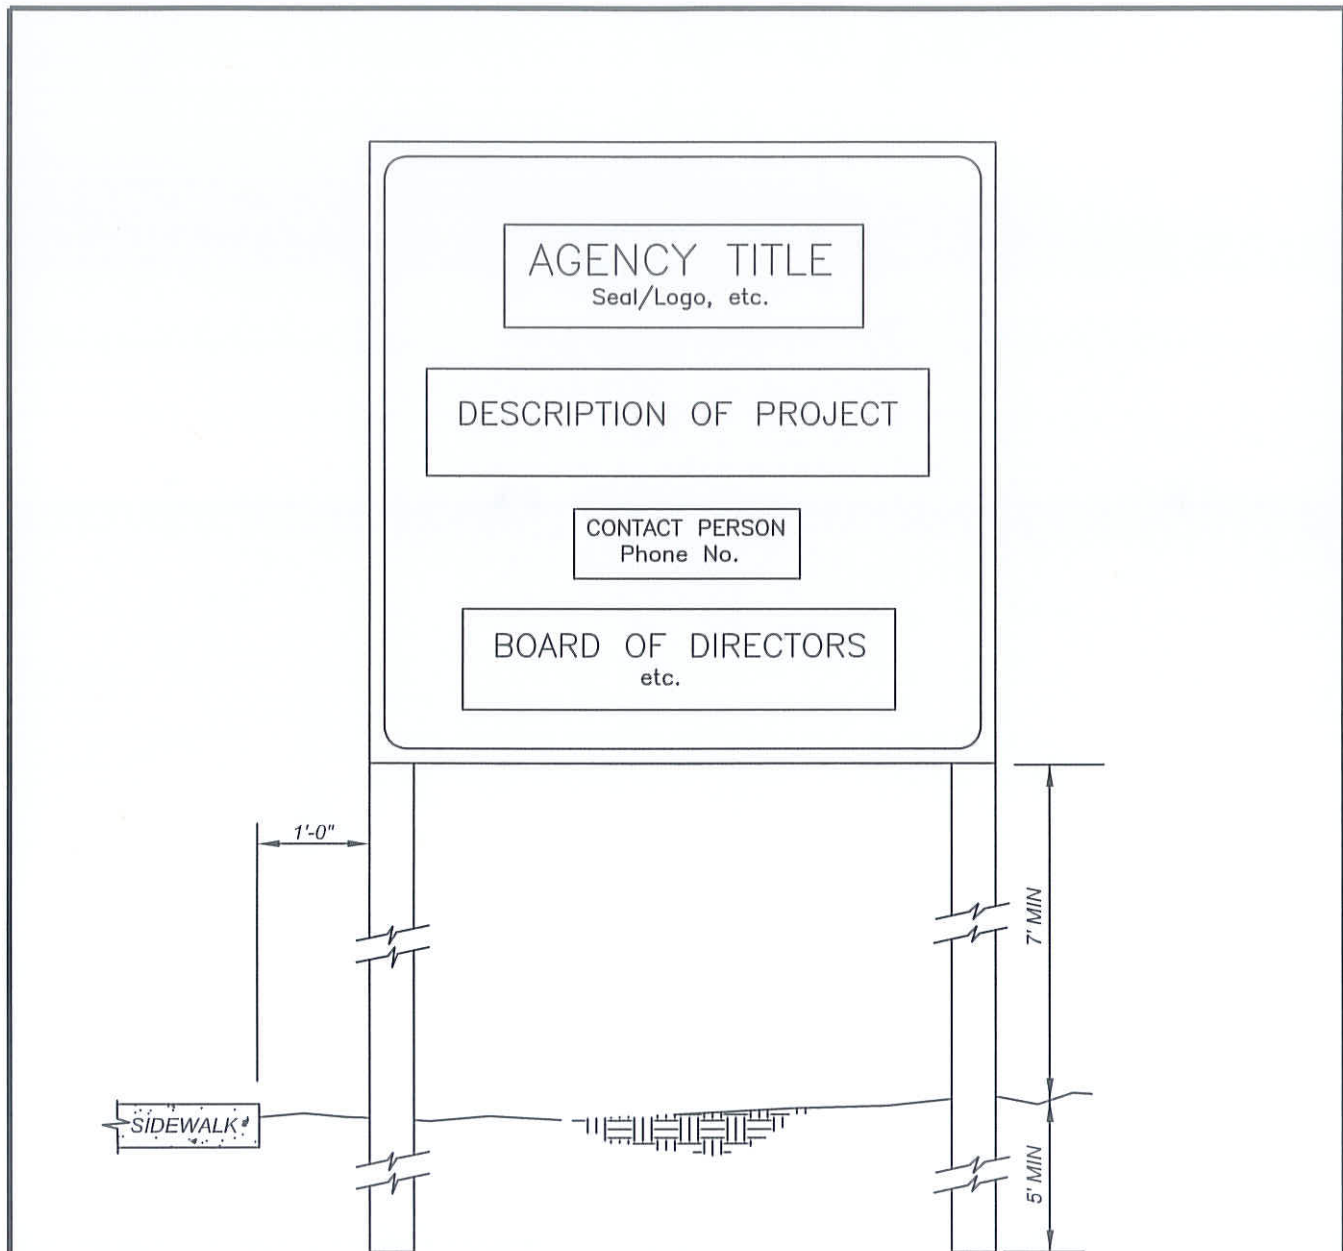 AGENCY TITLE
Seal/Logo, etc.
DESCRIPTION OF PROJECT
CONTACT PERSON
Phone No.
BOARD OF DIRECTORS
etc.
1'-0"
7' MIN
SIDEWALK
5' MIN